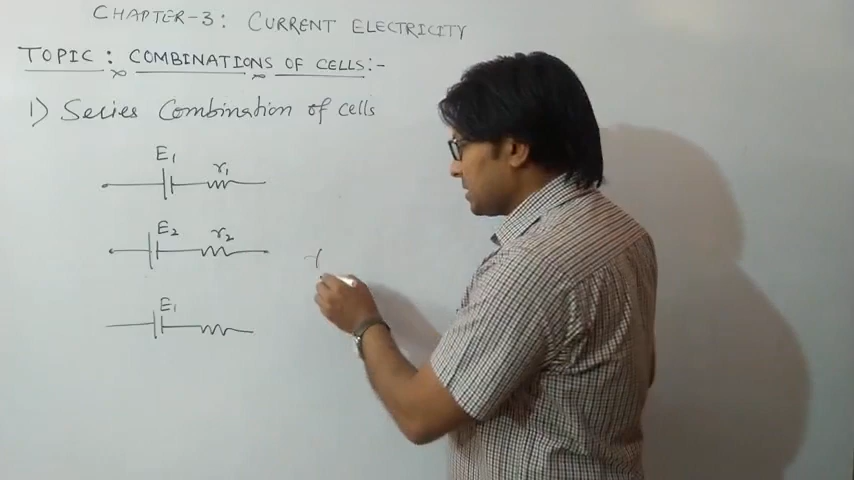 CHAPTER-3: CURRENT ELECTRICITY
TOPIC: COMBINATIONS OF CELLS:-
1) Series Combination of cells
E1 r1
E2 r2
E1